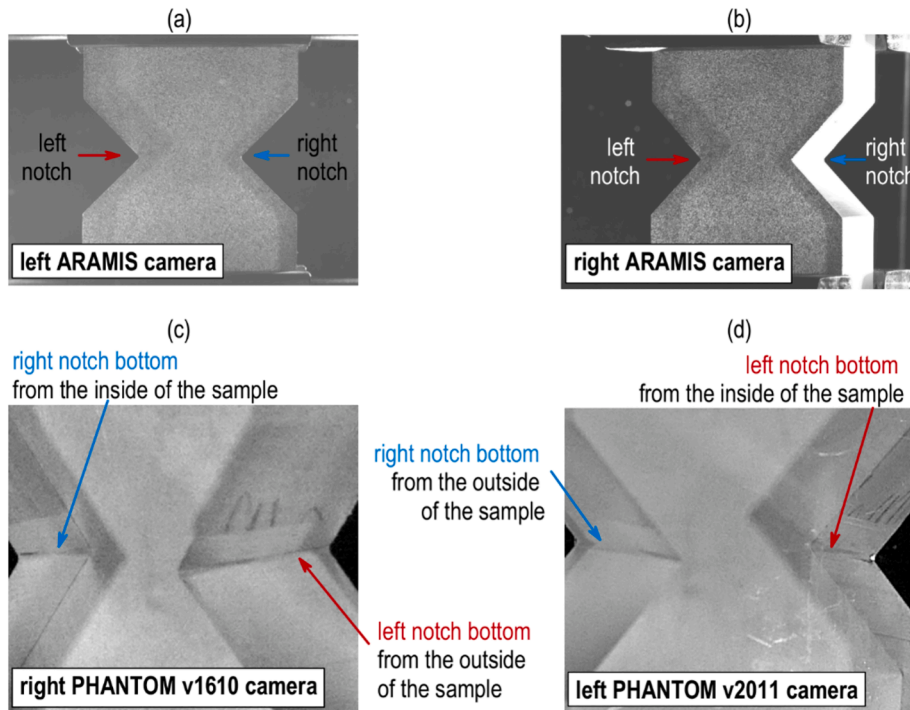 (a)
left
notch
right
notch
left ARAMIS camera
(b)
left
notch
right
notch
right ARAMIS camera
(c)
right notch bottom
from the inside of the sample
left notch bottom
from the outside
of the sample
right PHANTOM v1610 camera
(d)
left notch bottom
from the inside of the sample
right notch bottom
from the outside
of the sample
left PHANTOM v2011 camera